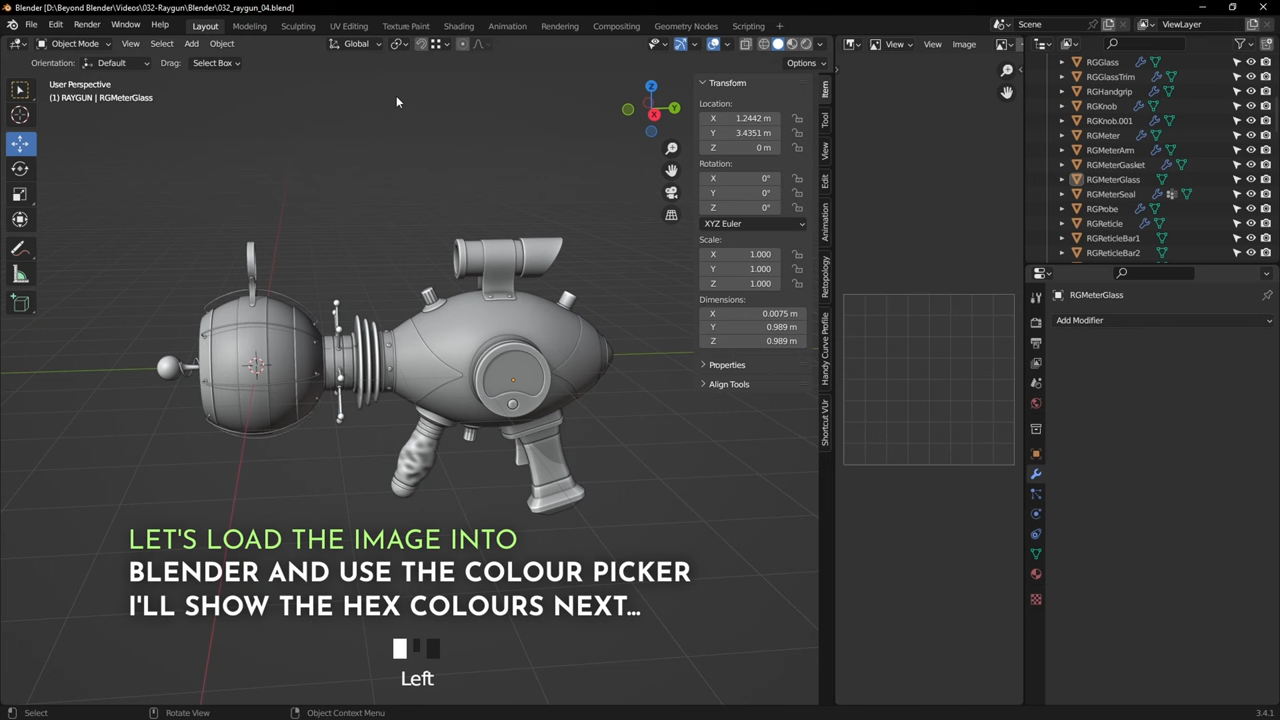 Blender [D:\Beyond Blender\Videos\032-Raygun\Blender\032_raygun_04.blend]
File Edit Render Window Help Layout Modeling Sculpting UV Editing Texture Paint Shading Animation Rendering Compositing Geometry Nodes Scripting + Scene ViewLayer
Object Mode View Select Add Object Global View View Image
Orientation: Default Drag: Select Box Options
User Perspective
(1) RAYGUN | RGMeterGlass
Z
Y
X
Transform
Location:
X 1.2442 m
Y 3.4351 m
Z 0 m
Rotation:
X 0°
Y 0°
Z 0°
XYZ Euler
Scale:
X 1.000
Y 1.000
Z 1.000
Dimensions:
X 0.0075 m
Y 0.989 m
Z 0.989 m
Properties
Align Tools
Item
Tool
View
Edit
Animation
Retopology
Handy Curve Profile
Shortcut VUr
RGGlass
RGGlassTrim
RGHandgrip
RGKnob
RGKnob.001
RGMeter
RGMeterArm
RGMeterGasket
RGMeterGlass
RGMeterSeal
RGProbe
RGReticle
RGReticleBar1
RGReticleBar2
RGMeterGlass
Add Modifier
LET'S LOAD THE IMAGE INTO
BLENDER AND USE THE COLOUR PICKER
I'LL SHOW THE HEX COLOURS NEXT...
Left
Select Rotate View Object Context Menu 3.4.1